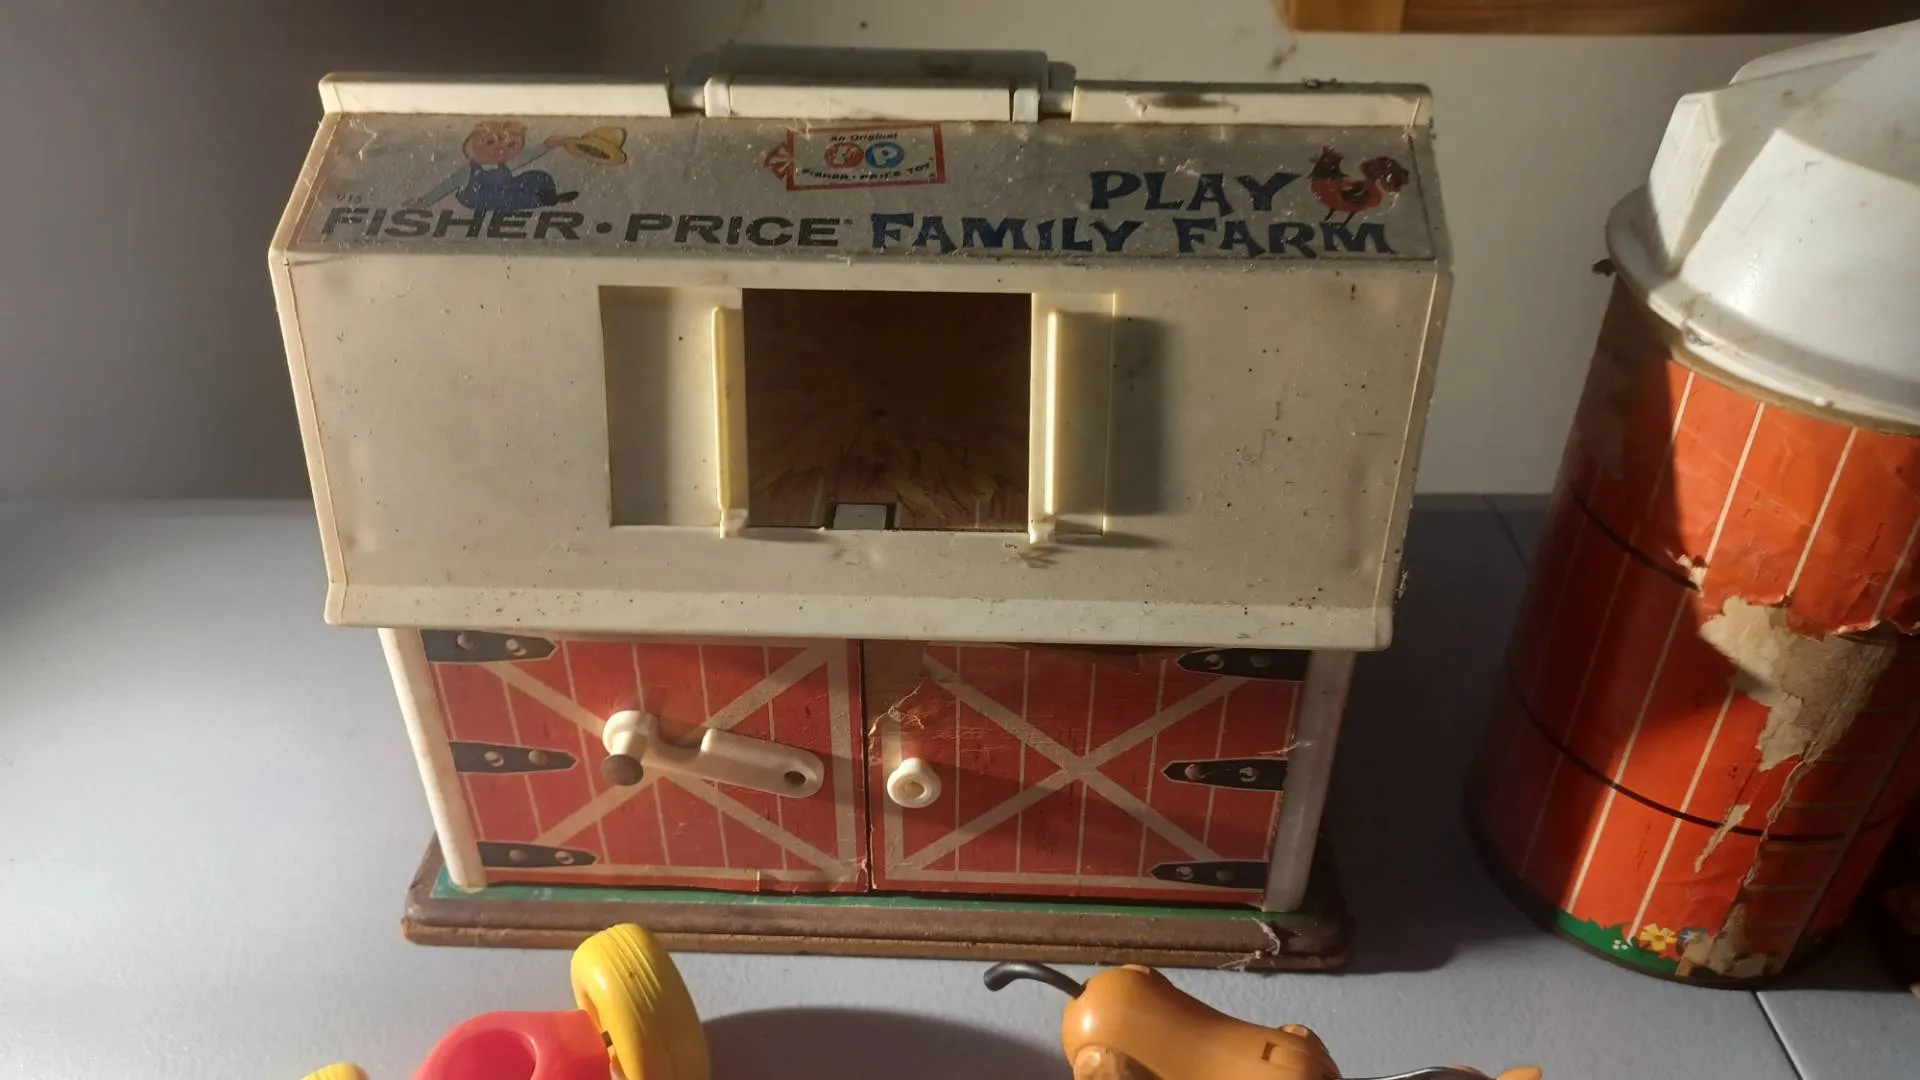 An Original
fp
FISHER·PRICE TOY
PLAY
FISHER·PRICE FAMILY FARM